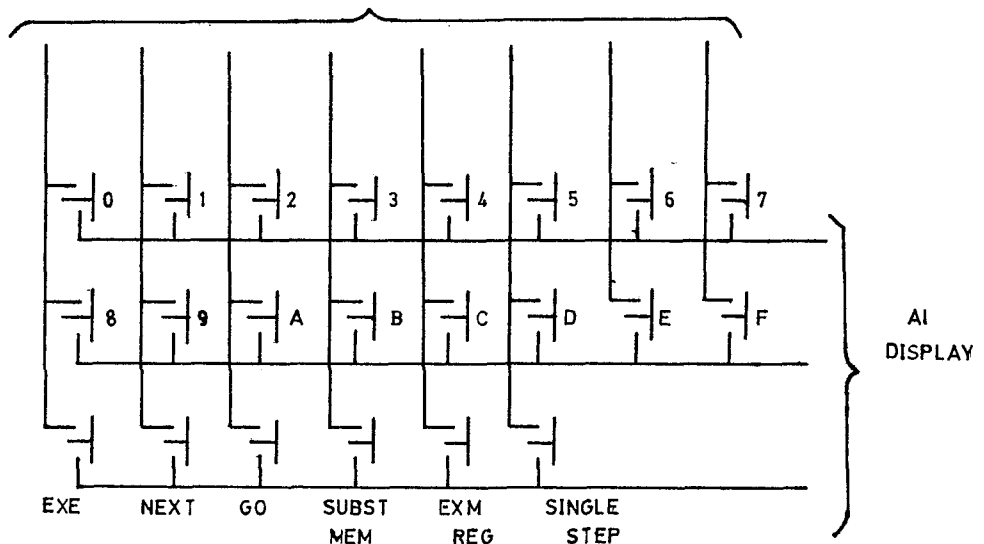 0 1 2 3 4 5 6 7
8 9 A B C D E F
AI
DISPLAY
EXE NEXT GO SUBST EXM SINGLE
MEM REG STEP